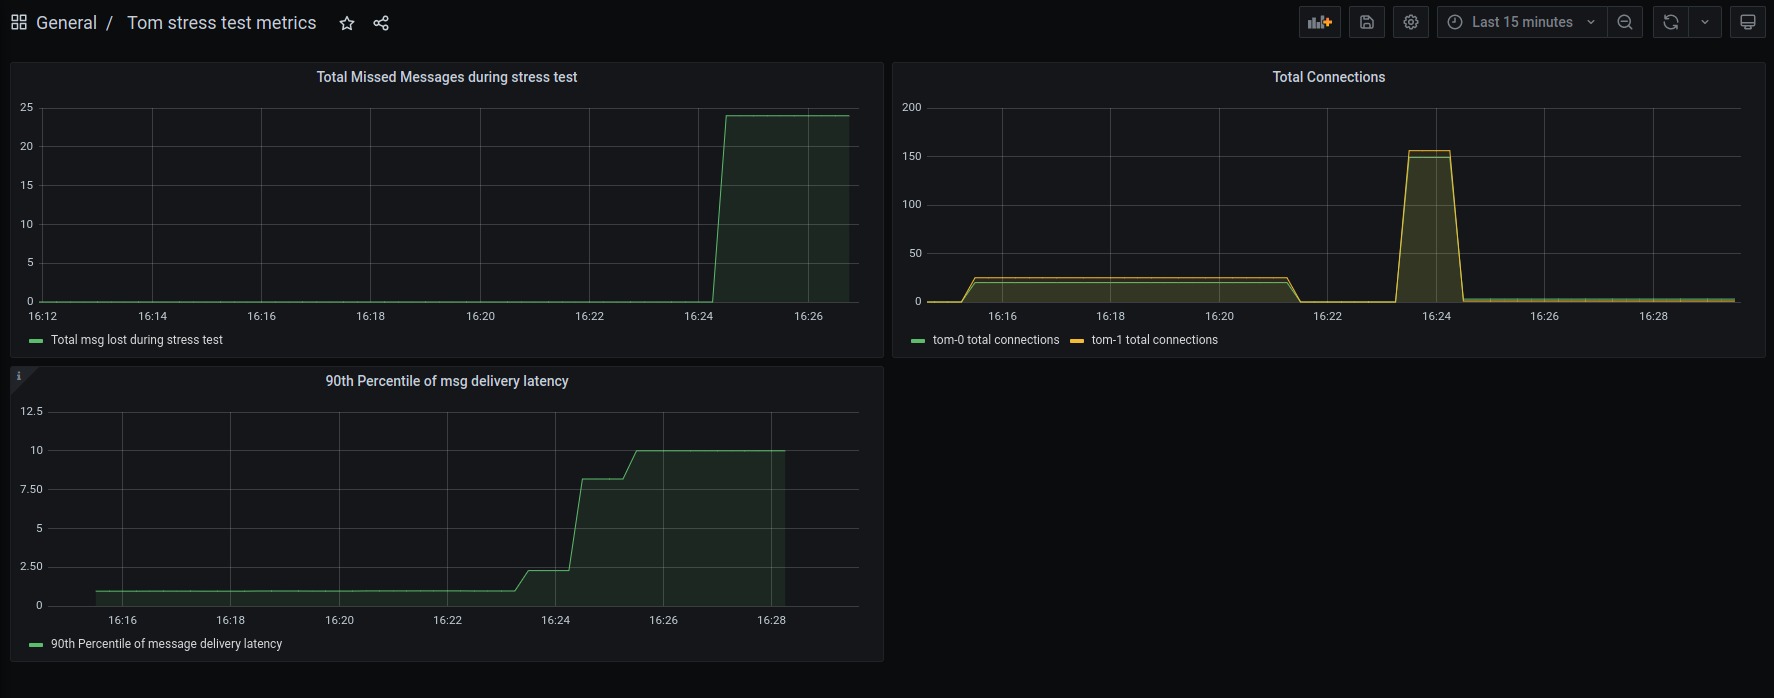 General / Tom stress test metrics
Last 15 minutes
Total Missed Messages during stress test
25
20
15
10
5
0
16:12 16:14 16:16 16:18 16:20 16:22 16:24 16:26
Total msg lost during stress test
Total Connections
200
150
100
50
0
16:16 16:18 16:20 16:22 16:24 16:26 16:28
tom-0 total connections tom-1 total connections
i
90th Percentile of msg delivery latency
12.5
10
7.50
5
2.50
0
16:16 16:18 16:20 16:22 16:24 16:26 16:28
90th Percentile of message delivery latency